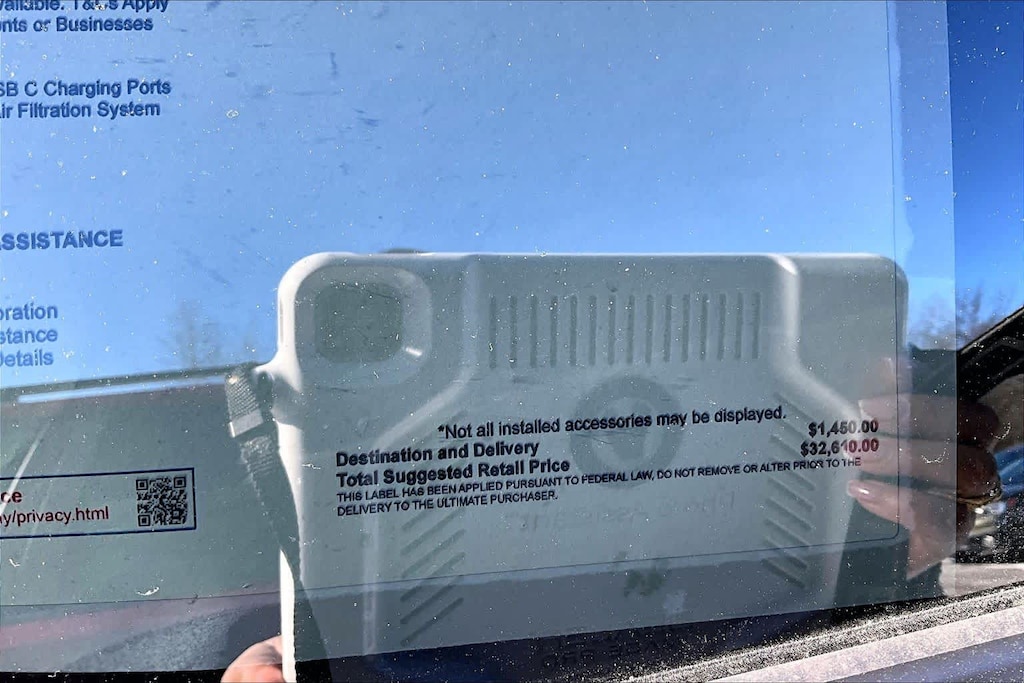 vailable. T&C's Apply
nts or Businesses
SB C Charging Ports
ir Filtration System
ASSISTANCE
oration
stance
Details
*Not all installed accessories may be displayed.
Destination and Delivery $1,450.00
Total Suggested Retail Price $32,610.00
THIS LABEL HAS BEEN APPLIED PURSUANT TO FEDERAL LAW, DO NOT REMOVE OR ALTER PRIOR TO THE
DELIVERY TO THE ULTIMATE PURCHASER.
ce
y/privacy.html